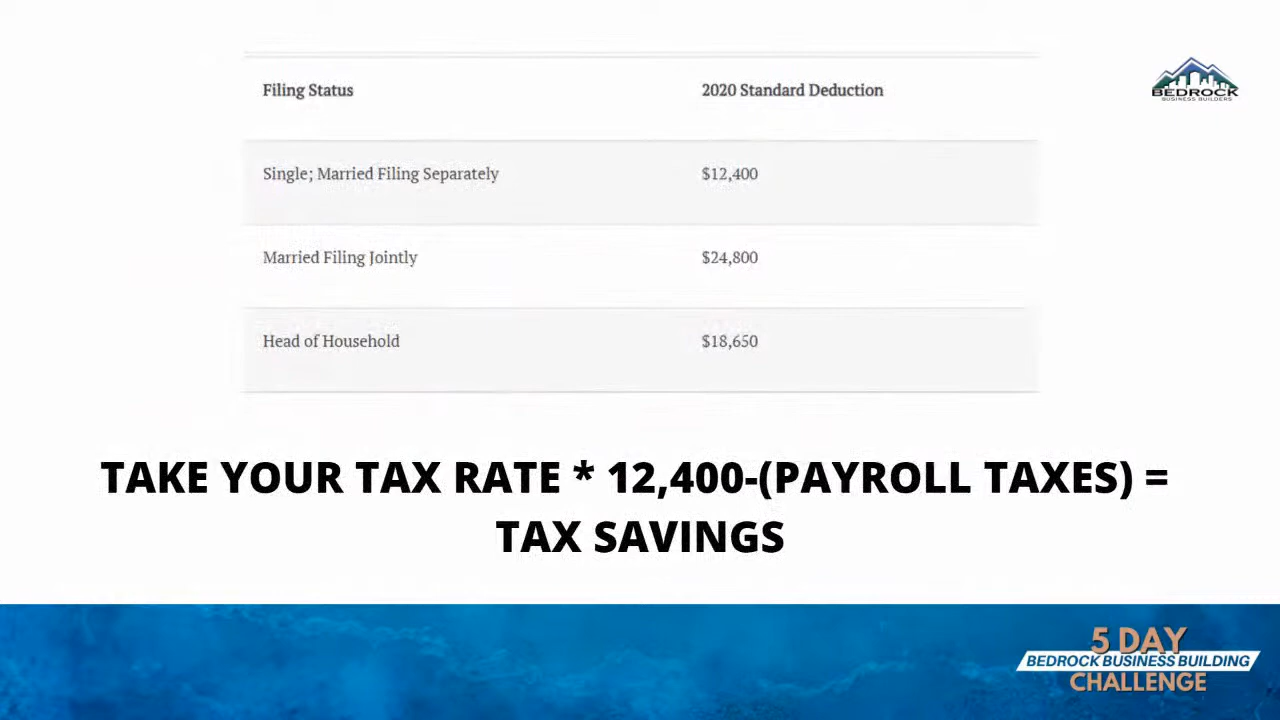 Filing Status 2020 Standard Deduction
BEDROCK
BUSINESS BUILDERS
Single; Married Filing Separately $12,400
Married Filing Jointly $24,800
Head of Household $18,650
TAKE YOUR TAX RATE * 12,400-(PAYROLL TAXES) =
TAX SAVINGS
5 DAY
BEDROCK BUSINESS BUILDING
CHALLENGE